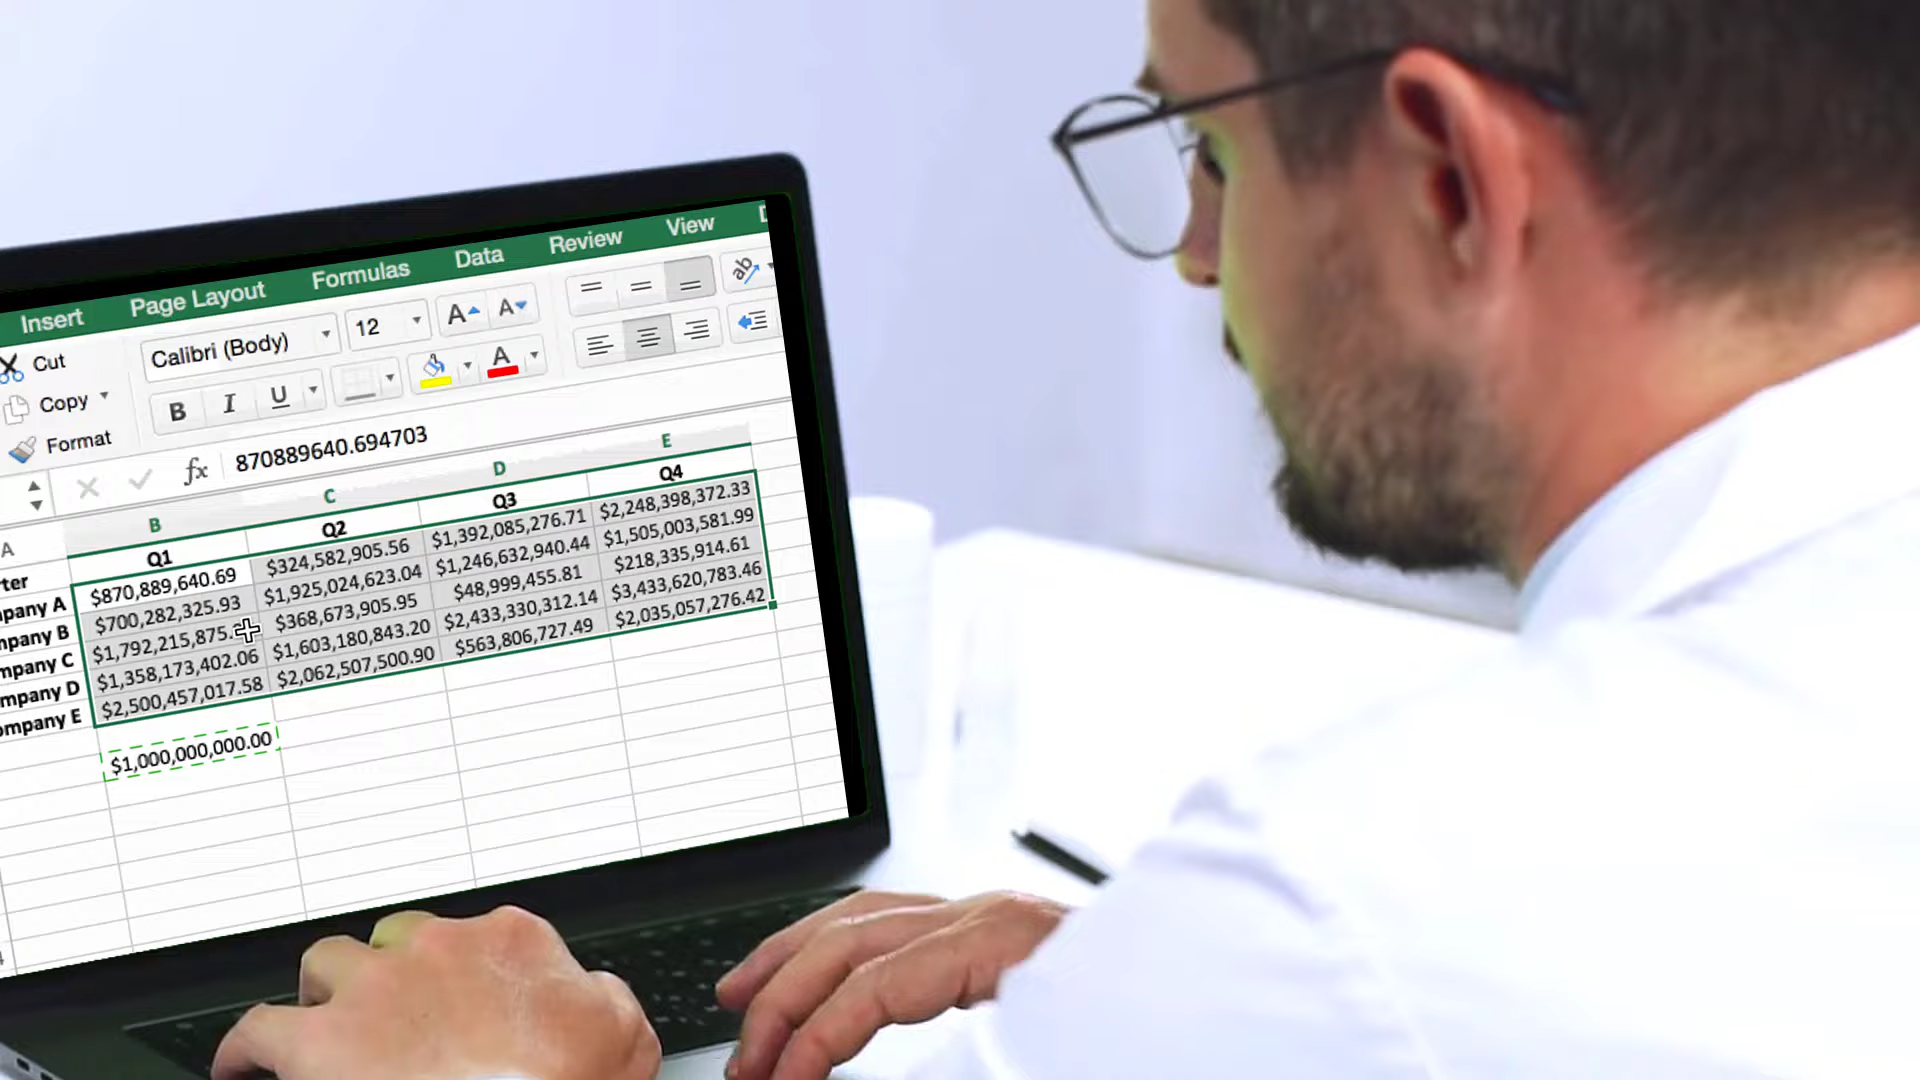 Insert Page Layout Formulas Data Review View
Cut
Calibri (Body) 12
Copy
B I U
Format
fx 870889640.694703
A B C D E
rter Q1 Q2 Q3 Q4
mpany A $870,889,640.69 $324,582,905.56 $1,392,085,276.71 $2,248,398,372.33
mpany B $700,282,325.93 $1,925,024,623.04 $1,246,632,940.44 $1,505,003,581.99
mpany C $1,792,215,875. $368,673,905.95 $48,999,455.81 $218,335,914.61
mpany D $1,358,173,402.06 $1,603,180,843.20 $2,433,330,312.14 $3,433,620,783.46
ompany E $2,500,457,017.58 $2,062,507,500.90 $563,806,727.49 $2,035,057,276.42
$1,000,000,000.00